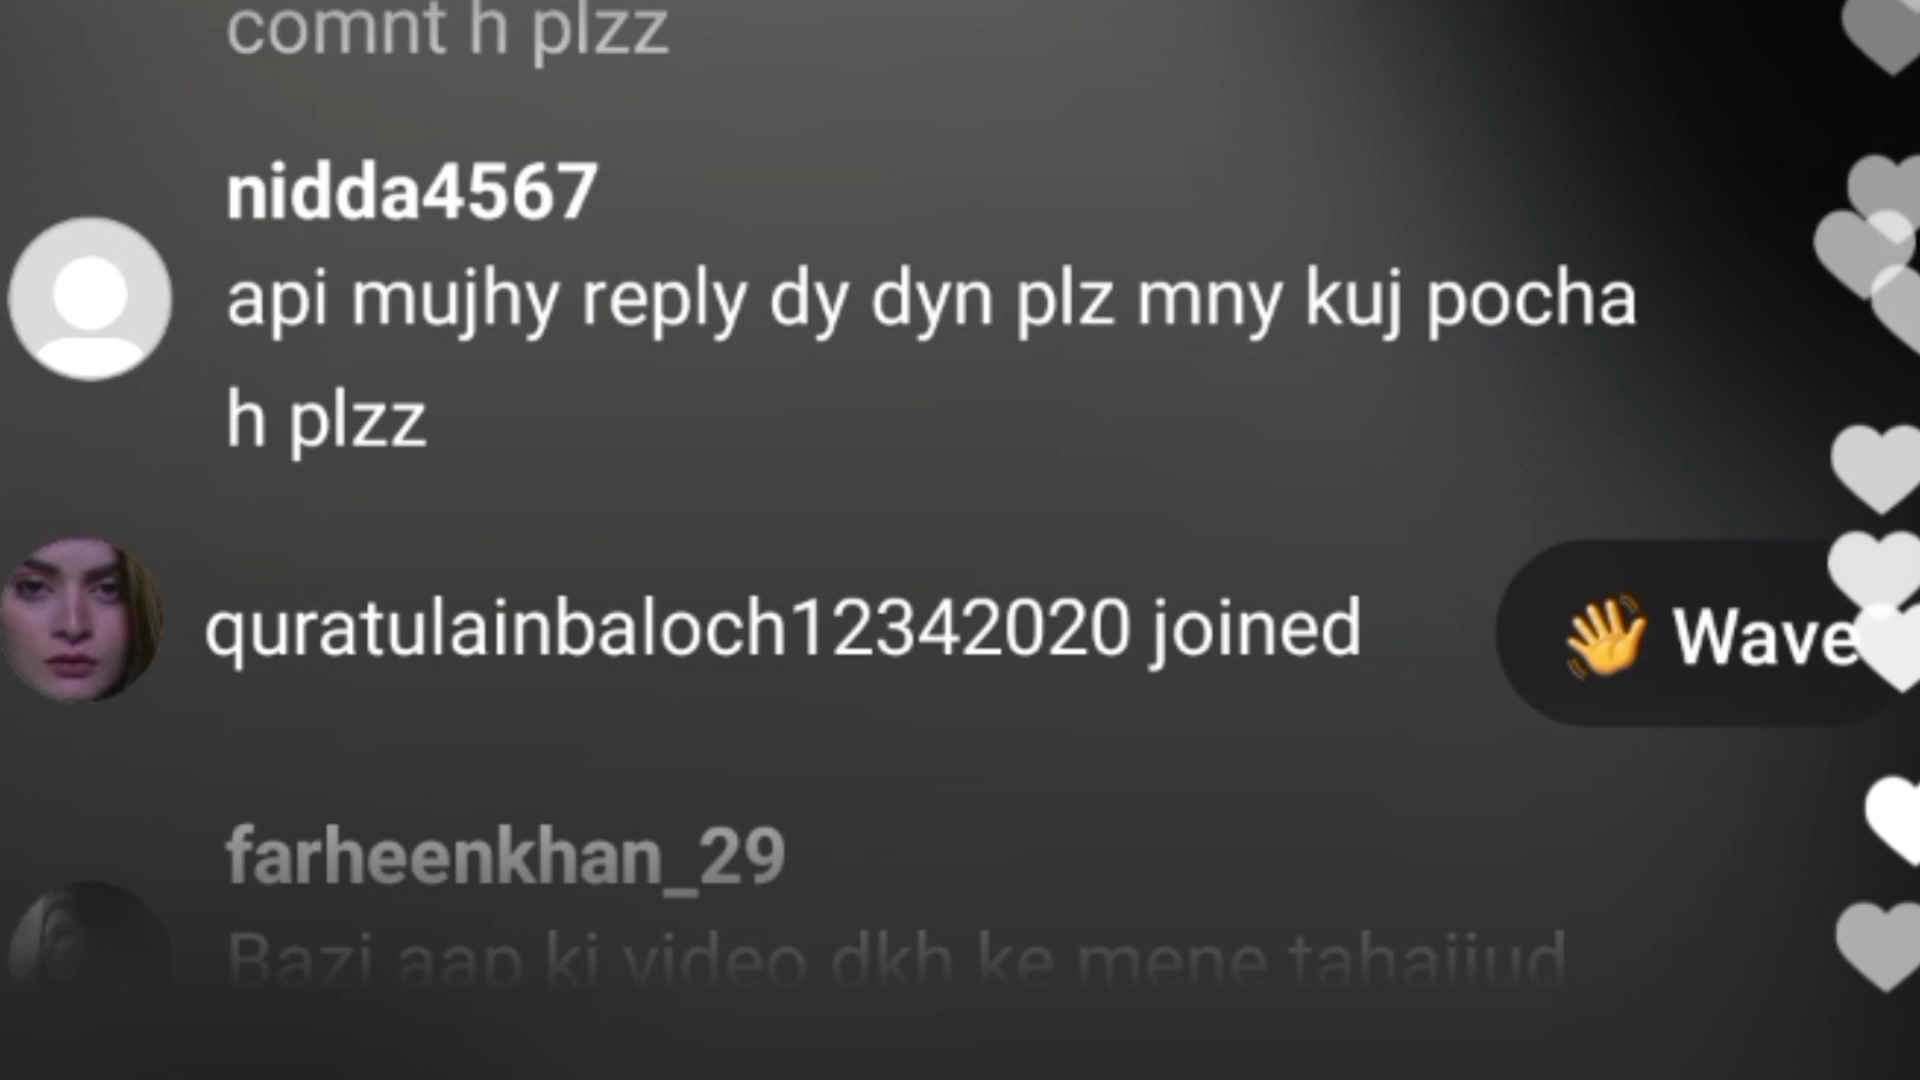 comnt h plzz
nidda4567
api mujhy reply dy dyn plz mny kuj pocha
h plzz
quratulainbaloch12342020 joined
👋 Wave
farheenkhan_29
Bazi aap ki video dkh ke mene tahajjud